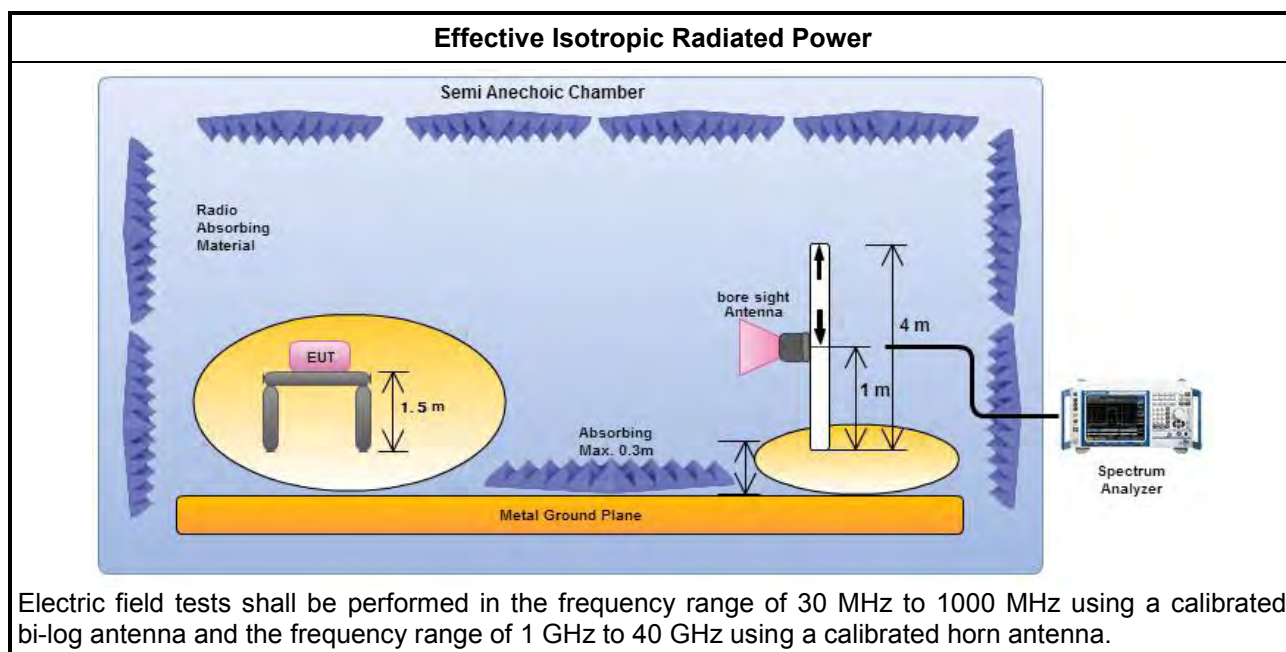 Effective Isotropic Radiated Power
Semi Anechoic Chamber
Radio
Absorbing
Material
bore sight
Antenna
4 m
EUT
1.5 m
1 m
Absorbing
Max. 0.3m
Spectrum
Analyzer
Metal Ground Plane
Electric field tests shall be performed in the frequency range of 30 MHz to 1000 MHz using a calibrated
bi-log antenna and the frequency range of 1 GHz to 40 GHz using a calibrated horn antenna.